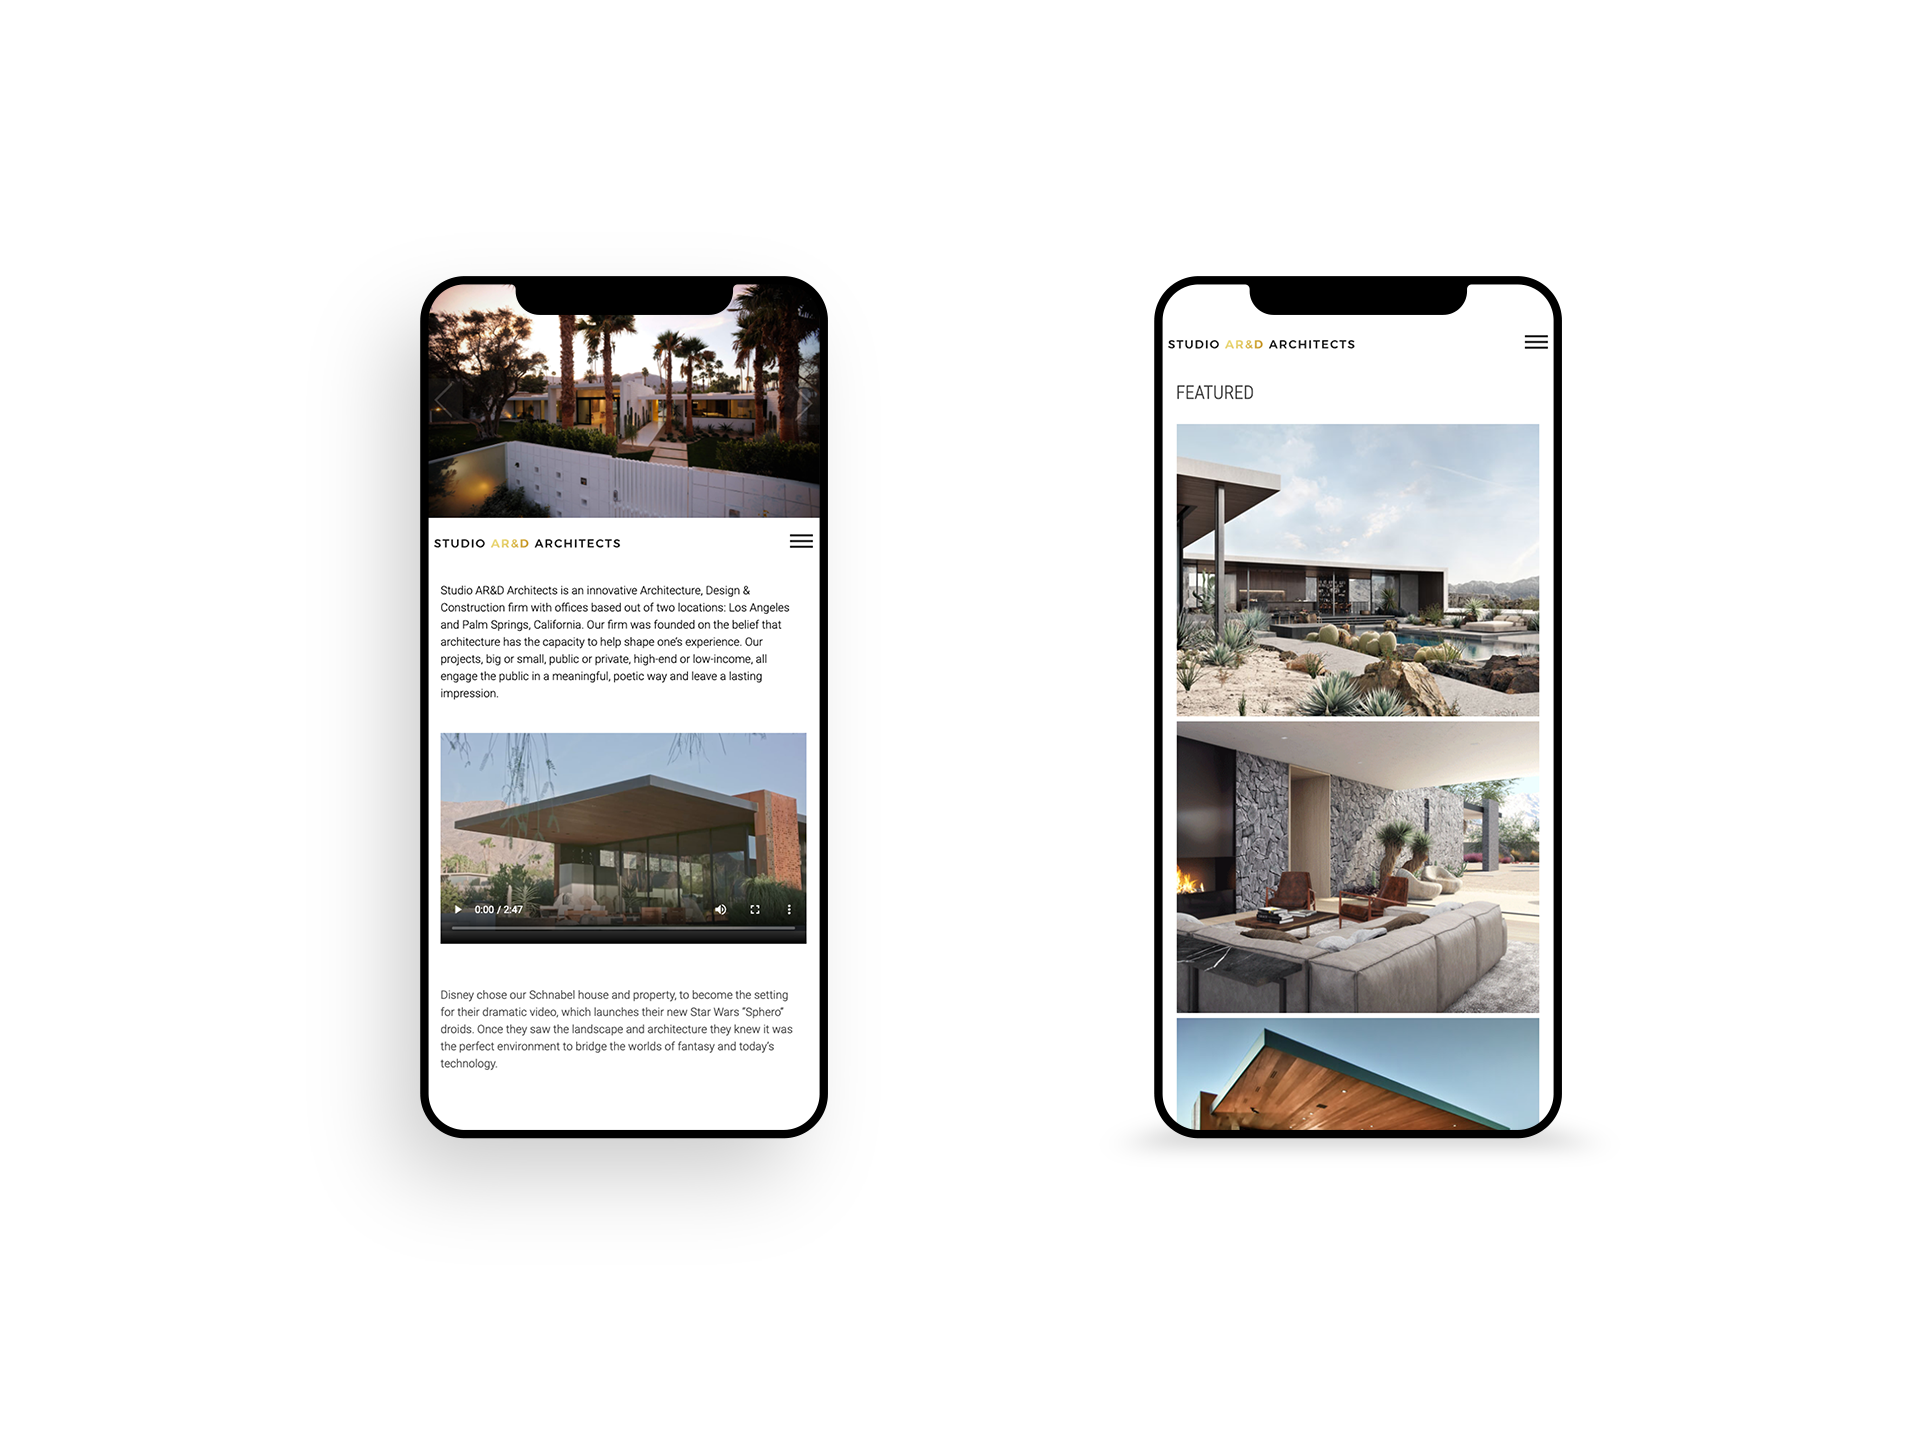 STUDIO AR&D ARCHITECTS
Studio AR&D Architects is an innovative Architecture, Design &
Construction firm with offices based out of two locations: Los Angeles
and Palm Springs, California. Our firm was founded on the belief that
architecture has the capacity to help shape one's experience. Our
projects, big or small, public or private, high-end or low-income, all
engage the public in a meaningful, poetic way and leave a lasting
impression.
0:00 / 2:47
Disney chose our Schnabel house and property, to become the setting
for their dramatic video, which launches their new Star Wars “Sphero”
droids. Once they saw the landscape and architecture they knew it was
the perfect environment to bridge the worlds of fantasy and today's
technology.
STUDIO AR&D ARCHITECTS
FEATURED